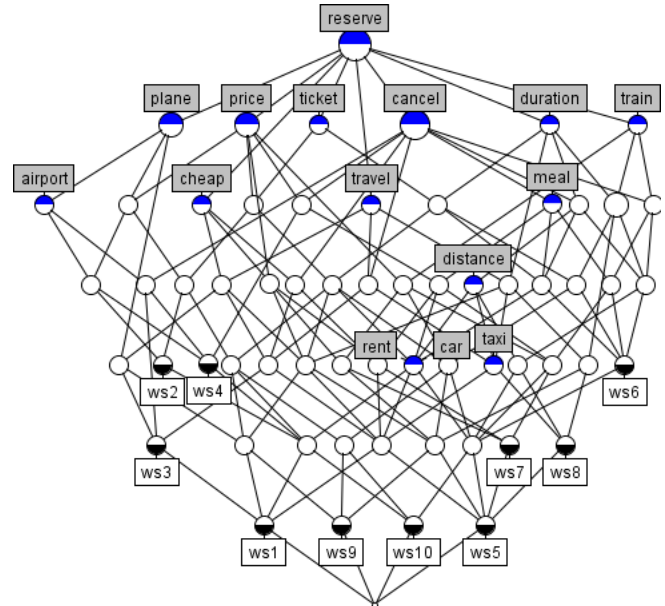 reserve
plane
price
ticket
cancel
duration
train
airport
cheap
travel
meal
distance
rent
car
taxi
ws2
ws4
ws6
ws3
ws7
ws8
ws1
ws9
ws10
ws5